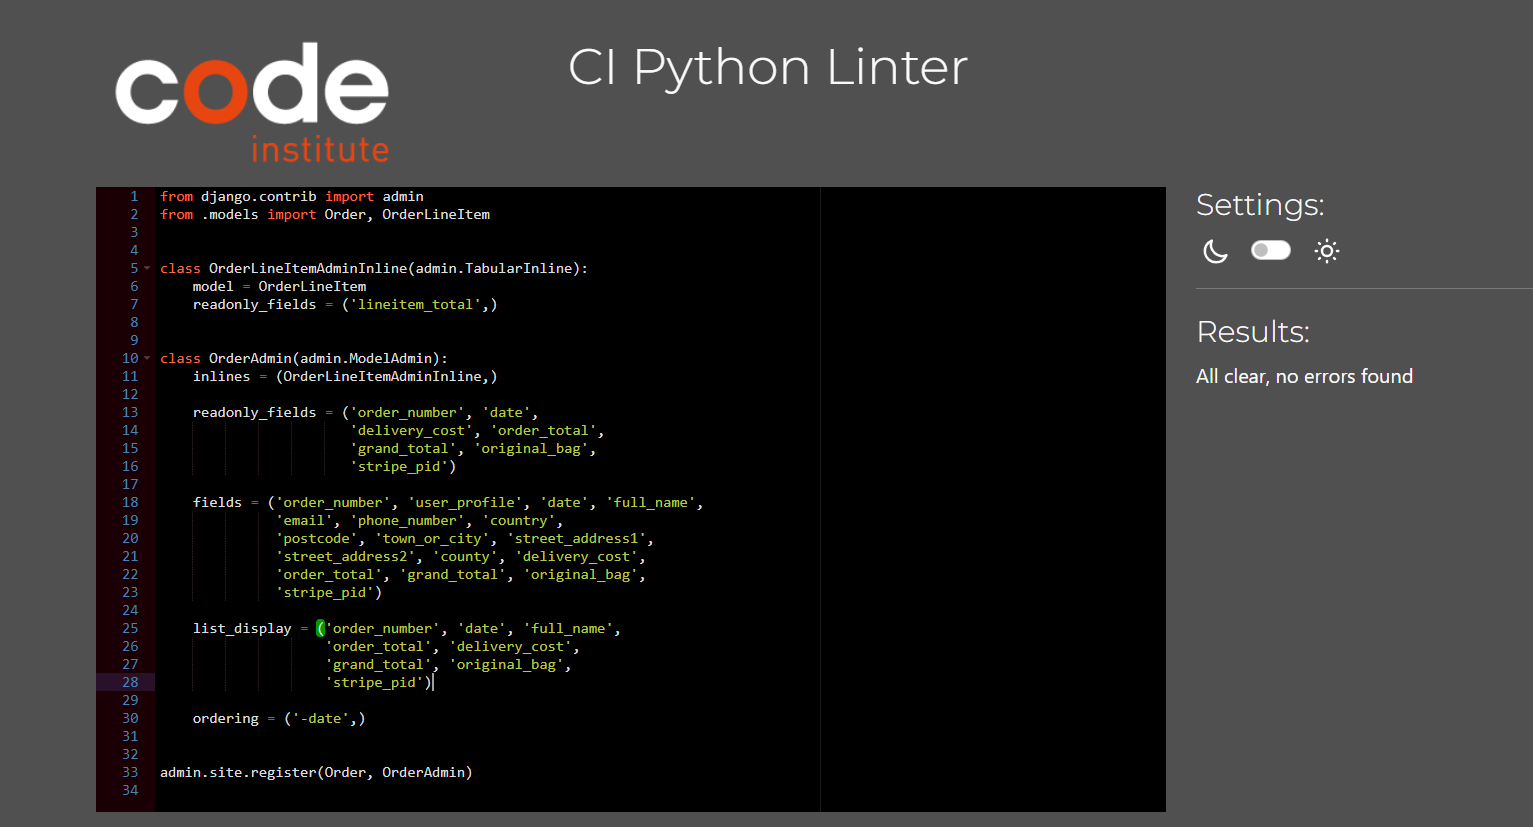 code
institute
CI Python Linter
1 from django.contrib import admin
2 from .models import Order, OrderLineItem
3
4
5 class OrderLineItemAdminInline(admin.TabularInline):
6     model = OrderLineItem
7     readonly_fields = ('lineitem_total',)
8
9
10 class OrderAdmin(admin.ModelAdmin):
11     inlines = (OrderLineItemAdminInline,)
12
13     readonly_fields = ('order_number', 'date',
14                        'delivery_cost', 'order_total',
15                        'grand_total', 'original_bag',
16                        'stripe_pid')
17
18     fields = ('order_number', 'user_profile', 'date', 'full_name',
19               'email', 'phone_number', 'country',
20               'postcode', 'town_or_city', 'street_address1',
21               'street_address2', 'county', 'delivery_cost',
22               'order_total', 'grand_total', 'original_bag',
23               'stripe_pid')
24
25     list_display = ('order_number', 'date', 'full_name',
26                     'order_total', 'delivery_cost',
27                     'grand_total', 'original_bag',
28                     'stripe_pid')
29
30     ordering = ('-date',)
31
32
33 admin.site.register(Order, OrderAdmin)
34
Settings:
Results:
All clear, no errors found